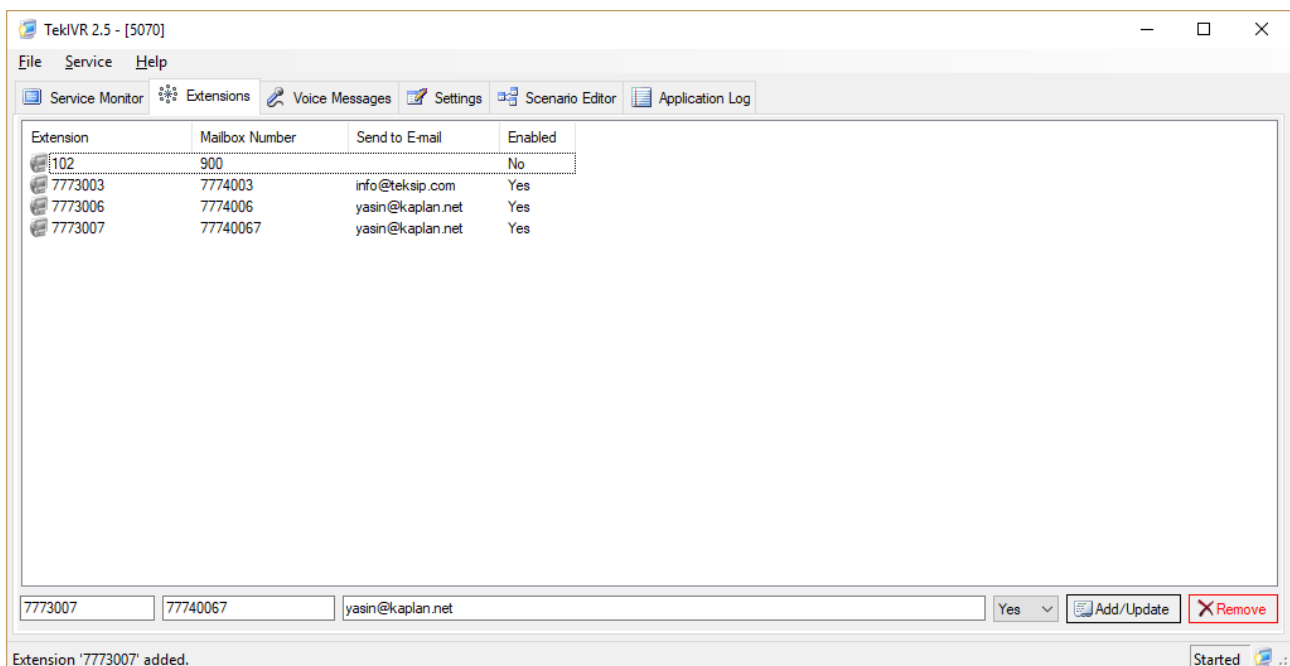 TekIVR 2.5 - [5070]
File Service Help
Service Monitor Extensions Voice Messages Settings Scenario Editor Application Log
Extension Mailbox Number Send to E-mail Enabled
102 900 No
7773003 7774003 info@teksip.com Yes
7773006 7774006 yasin@kaplan.net Yes
7773007 77740067 yasin@kaplan.net Yes
7773007 77740067 yasin@kaplan.net Yes Add/Update Remove
Extension '7773007' added. Started